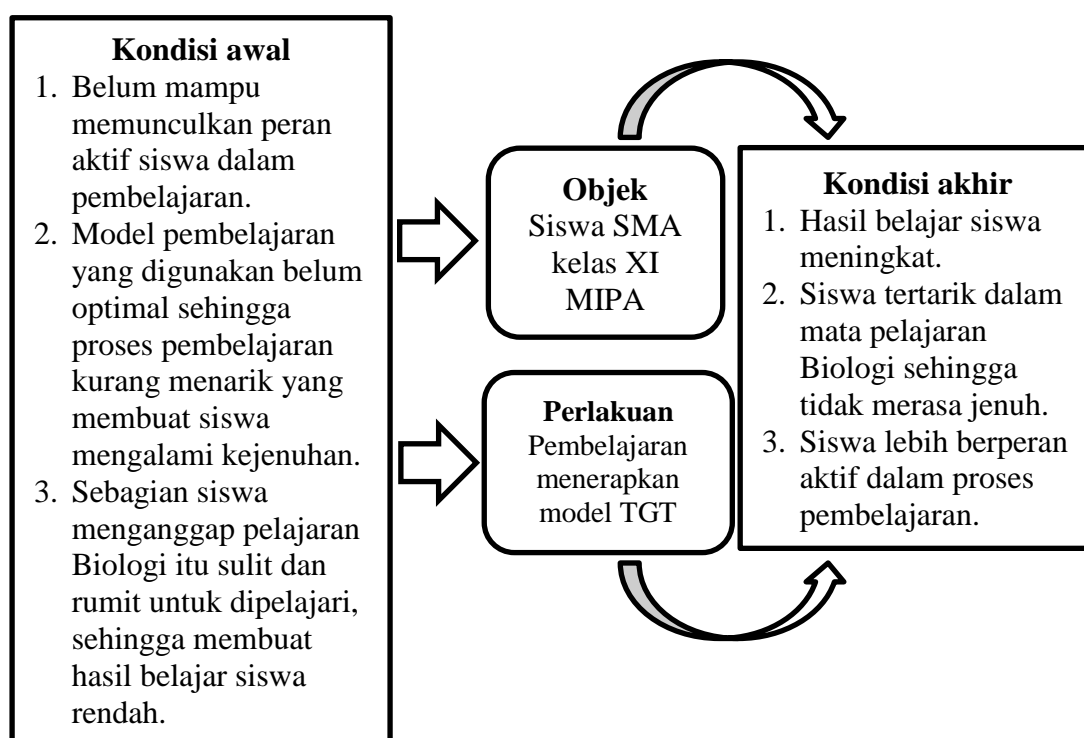 Kondisi awal
1. Belum mampu
memunculkan peran
aktif siswa dalam
pembelajaran.
2. Model pembelajaran
yang digunakan belum
optimal sehingga
proses pembelajaran
kurang menarik yang
membuat siswa
mengalami kejenuhan.
3. Sebagian siswa
menganggap pelajaran
Biologi itu sulit dan
rumit untuk dipelajari,
sehingga membuat
hasil belajar siswa
rendah.
Objek
Siswa SMA
kelas XI
MIPA
Perlakuan
Pembelajaran
menerapkan
model TGT
Kondisi akhir
1. Hasil belajar siswa
meningkat.
2. Siswa tertarik dalam
mata pelajaran
Biologi sehingga
tidak merasa jenuh.
3. Siswa lebih berperan
aktif dalam proses
pembelajaran.